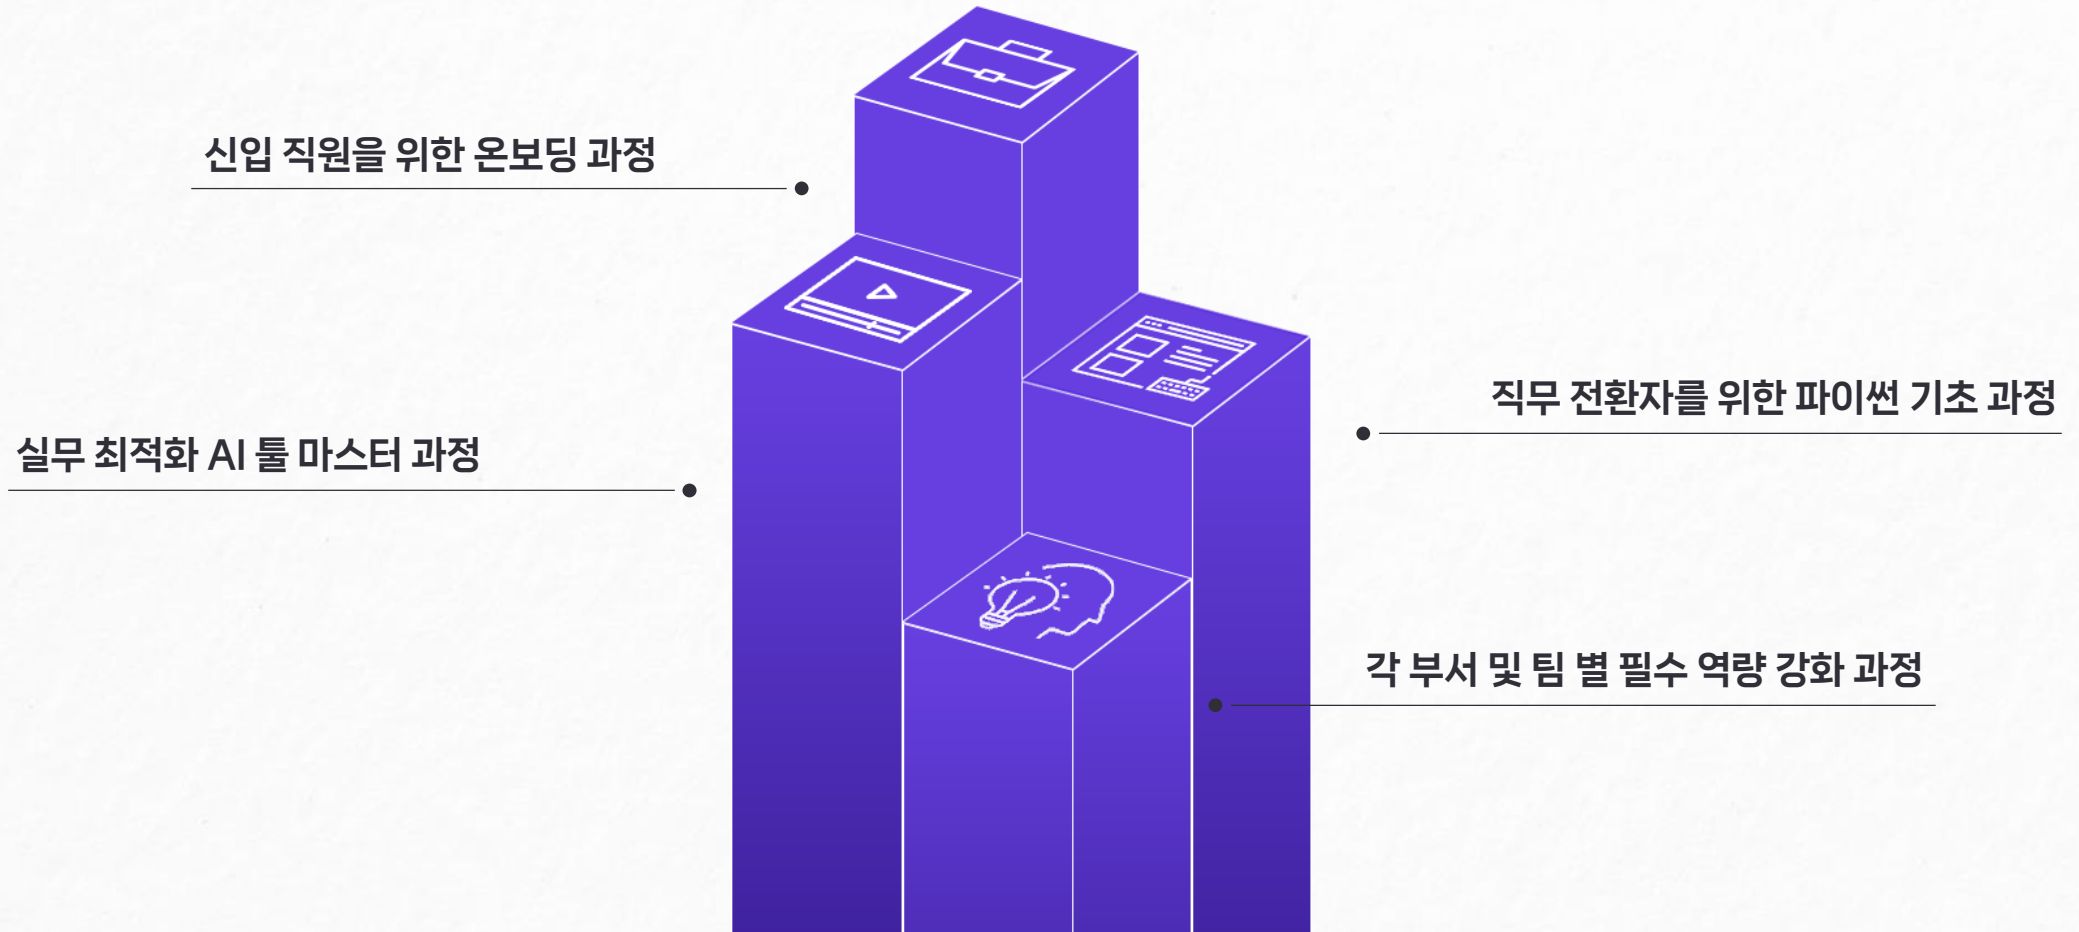 신입 직원을 위한 온보딩 과정
직무 전환자를 위한 파이썬 기초 과정
실무 최적화 AI 툴 마스터 과정
각 부서 및 팀 별 필수 역량 강화 과정